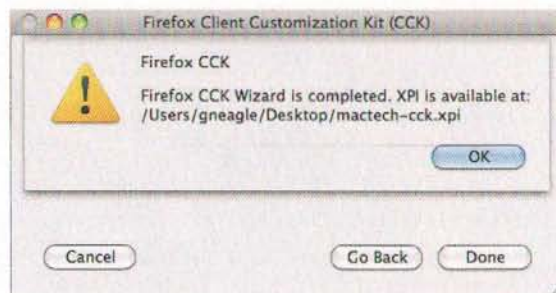 Firefox Client Customization Kit (CCK)
Firefox CCK
Firefox CCK Wizard is completed. XPI is available at:
/Users/gneagle/Desktop/mactech-cck.xpi
OK
Cancel
Go Back
Done